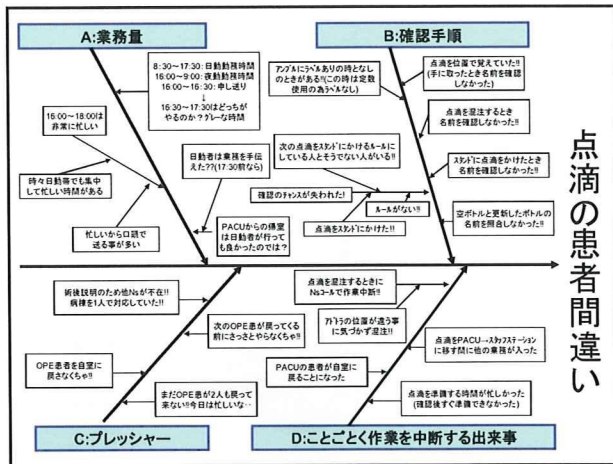 A:業務量
8:30～17:30:日勤勤務時間
16:00～9:00:夜勤勤務時間
16:00～16:30:申し送り
↓
16:30～17:30はどっちが
やるのか?グレーな時間
16:00～18:00は
非常に忙しい
時々日勤帯でも集中
して忙しい時間がある
忙しいから口頭で
送る事が多い
日勤者は業務を手伝
えた??(17:30前なら)
PACUからの帰室
は日勤者が行って
も良かったのでは?
B:確認手順
アンプルにラベルありの時となし
のときがある!!(この時は定数
使用の為ラベルなし)
点滴を位置で覚えていた!!
(手に取ったとき名前を確認
しなかった)
点滴を混注するとき
名前を確認しなかった!!
次の点滴をスタンドにかけるルールに
している人とそうでない人がいる!!
スタンドに点滴をかけたとき
名前を確認しなかった!!
確認のチャンスが失われた!
ルールがない!!
点滴をスタンドにかけた!!
空ボトルと更新したボトルの
名前を照合しなかった!!
点滴の患者間違い
術後説明のため他Nsが不在!!
病棟を1人で対応していた!!
次のOPE患が戻ってくる
前にさっさとやらなくちゃ!!
OPE患者を自室に
戻さなくちゃ!!
まだOPE患が2人も戻って
来ない!!今日は忙しいな‥
C:プレッシャー
点滴を混注するときに
Nsコールで作業中断!!
アドトラの位置が違う事
に気づかず混注!!
点滴をPACU→スタッフステーション
に移す間に他の業務が入った
PACUの患者が自室に
戻ることになった
点滴を準備する時間が忙しかった
(確認後すぐ準備できなかった)
D:ことごとく作業を中断する出来事